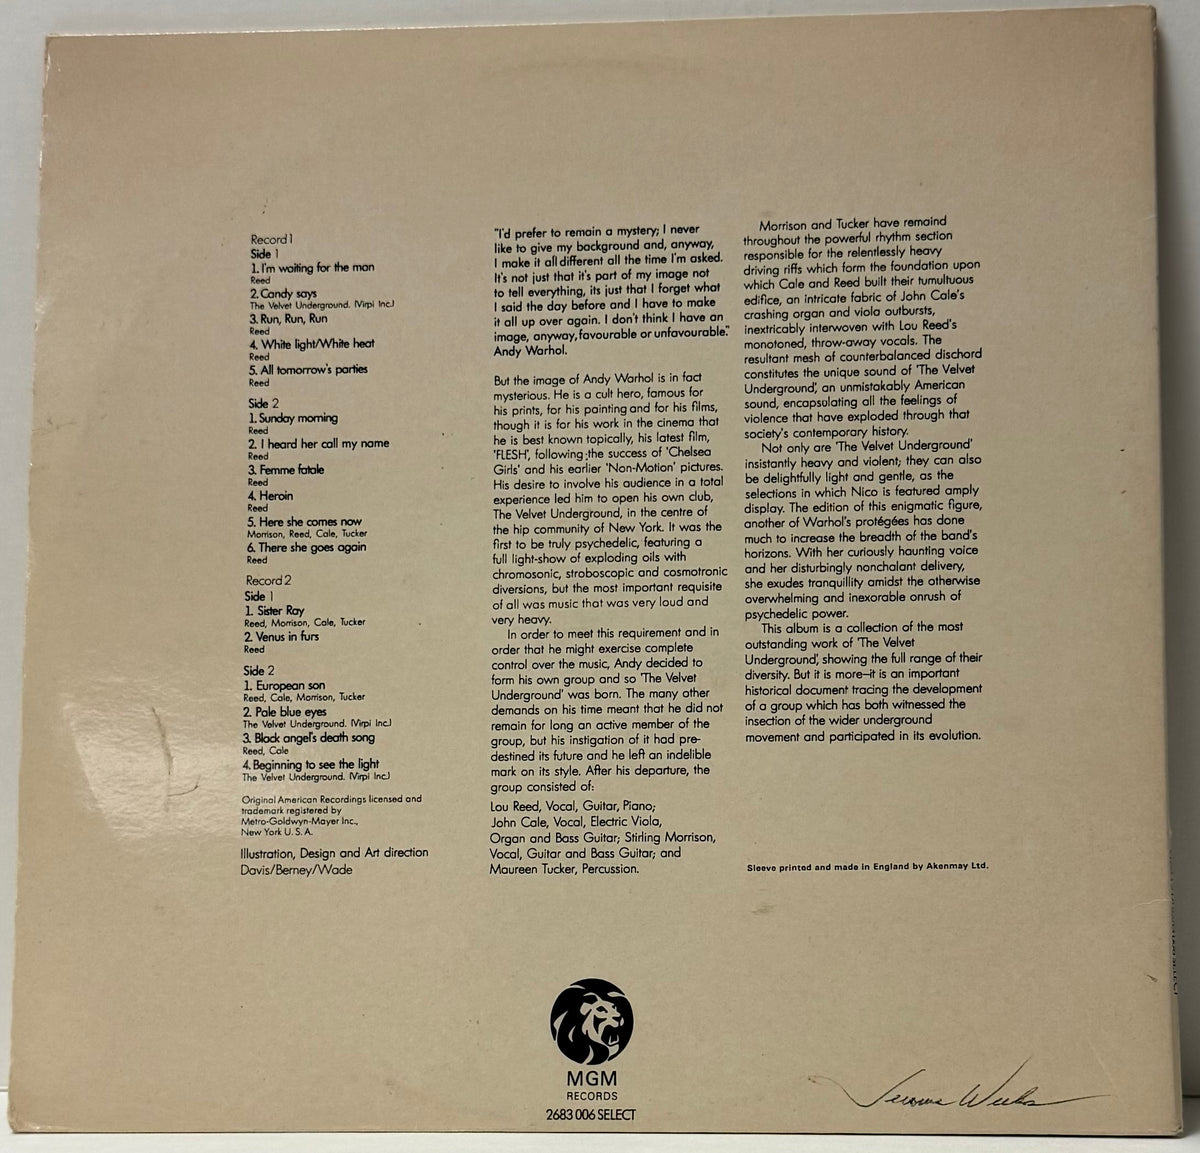 Record 1
Side 1
1. I'm waiting for the man
Reed
2. Candy says
The Velvet Underground. (Virpi Inc.)
3. Run, Run, Run
Reed
4. White light/White heat
Reed
5. All tomorrow's parties
Reed
Side 2
1. Sunday morning
Reed
2. I heard her call my name
Reed
3. Femme fatale
Reed
4. Heroin
Reed
5. Here she comes now
Morrison, Reed, Cale, Tucker
6. There she goes again
Reed
Record 2
Side 1
1. Sister Ray
Reed, Morrison, Cale, Tucker
2. Venus in furs
Reed
Side 2
1. European son
Reed, Cale, Morrison, Tucker
2. Pale blue eyes
The Velvet Underground. (Virpi Inc.)
3. Black angel's death song
Reed, Cale
4. Beginning to see the light
The Velvet Underground. (Virpi Inc.)
Original American Recordings licensed and
trademark registered by
Metro-Goldwyn-Mayer Inc.,
New York U. S. A.
Illustration, Design and Art direction
Davis/Berney/Wade
"I'd prefer to remain a mystery; I never
like to give my background and, anyway,
I make it all different all the time I'm asked.
It's not just that it's part of my image not
to tell everything, its just that I forget what
I said the day before and I have to make
it all up over again. I don't think I have an
image, anyway, favourable or unfavourable."
Andy Warhol.
But the image of Andy Warhol is in fact
mysterious. He is a cult hero, famous for
his prints, for his painting and for his films,
though it is for his work in the cinema that
he is best known topically, his latest film,
'FLESH', following the success of 'Chelsea
Girls' and his earlier 'Non-Motion' pictures.
His desire to involve his audience in a total
experience led him to open his own club,
The Velvet Underground, in the centre of
the hip community of New York. It was the
first to be truly psychedelic, featuring a
full light-show of exploding oils with
chromosonic, stroboscopic and cosmotronic
diversions, but the most important requisite
of all was music that was very loud and
very heavy.
In order to meet this requirement and in
order that he might exercise complete
control over the music, Andy decided to
form his own group and so 'The Velvet
Underground' was born. The many other
demands on his time meant that he did not
remain for long an active member of the
group, but his instigation of it had pre-
destined its future and he left an indelible
mark on its style. After his departure, the
group consisted of:
Lou Reed, Vocal, Guitar, Piano;
John Cale, Vocal, Electric Viola,
Organ and Bass Guitar; Stirling Morrison,
Vocal, Guitar and Bass Guitar; and
Maureen Tucker, Percussion.
Morrison and Tucker have remaind
throughout the powerful rhythm section
responsible for the relentlessly heavy
driving riffs which form the foundation upon
which Cale and Reed built their tumultuous
edifice, an intricate fabric of John Cale's
crashing organ and viola outbursts,
inextricably interwoven with Lou Reed's
monotoned, throw-away vocals. The
resultant mesh of counterbalanced dischord
constitutes the unique sound of 'The Velvet
Underground', an unmistakably American
sound, encapsulating all the feelings of
violence that have exploded through that
society's contemporary history.
Not only are 'The Velvet Underground'
insistantly heavy and violent; they can also
be delightfully light and gentle, as the
selections in which Nico is featured amply
display. The edition of this enigmatic figure,
another of Warhol's protégées has done
much to increase the breadth of the band's
horizons. With her curiously haunting voice
and her disturbingly nonchalant delivery,
she exudes tranquillity amidst the otherwise
overwhelming and inexorable onrush of
psychedelic power.
This album is a collection of the most
outstanding work of 'The Velvet
Underground', showing the full range of their
diversity. But it is more—it is an important
historical document tracing the development
of a group which has both witnessed the
insection of the wider underground
movement and participated in its evolution.
Sleeve printed and made in England by Akenmay Ltd.
MGM
RECORDS
2683 006 SELECT